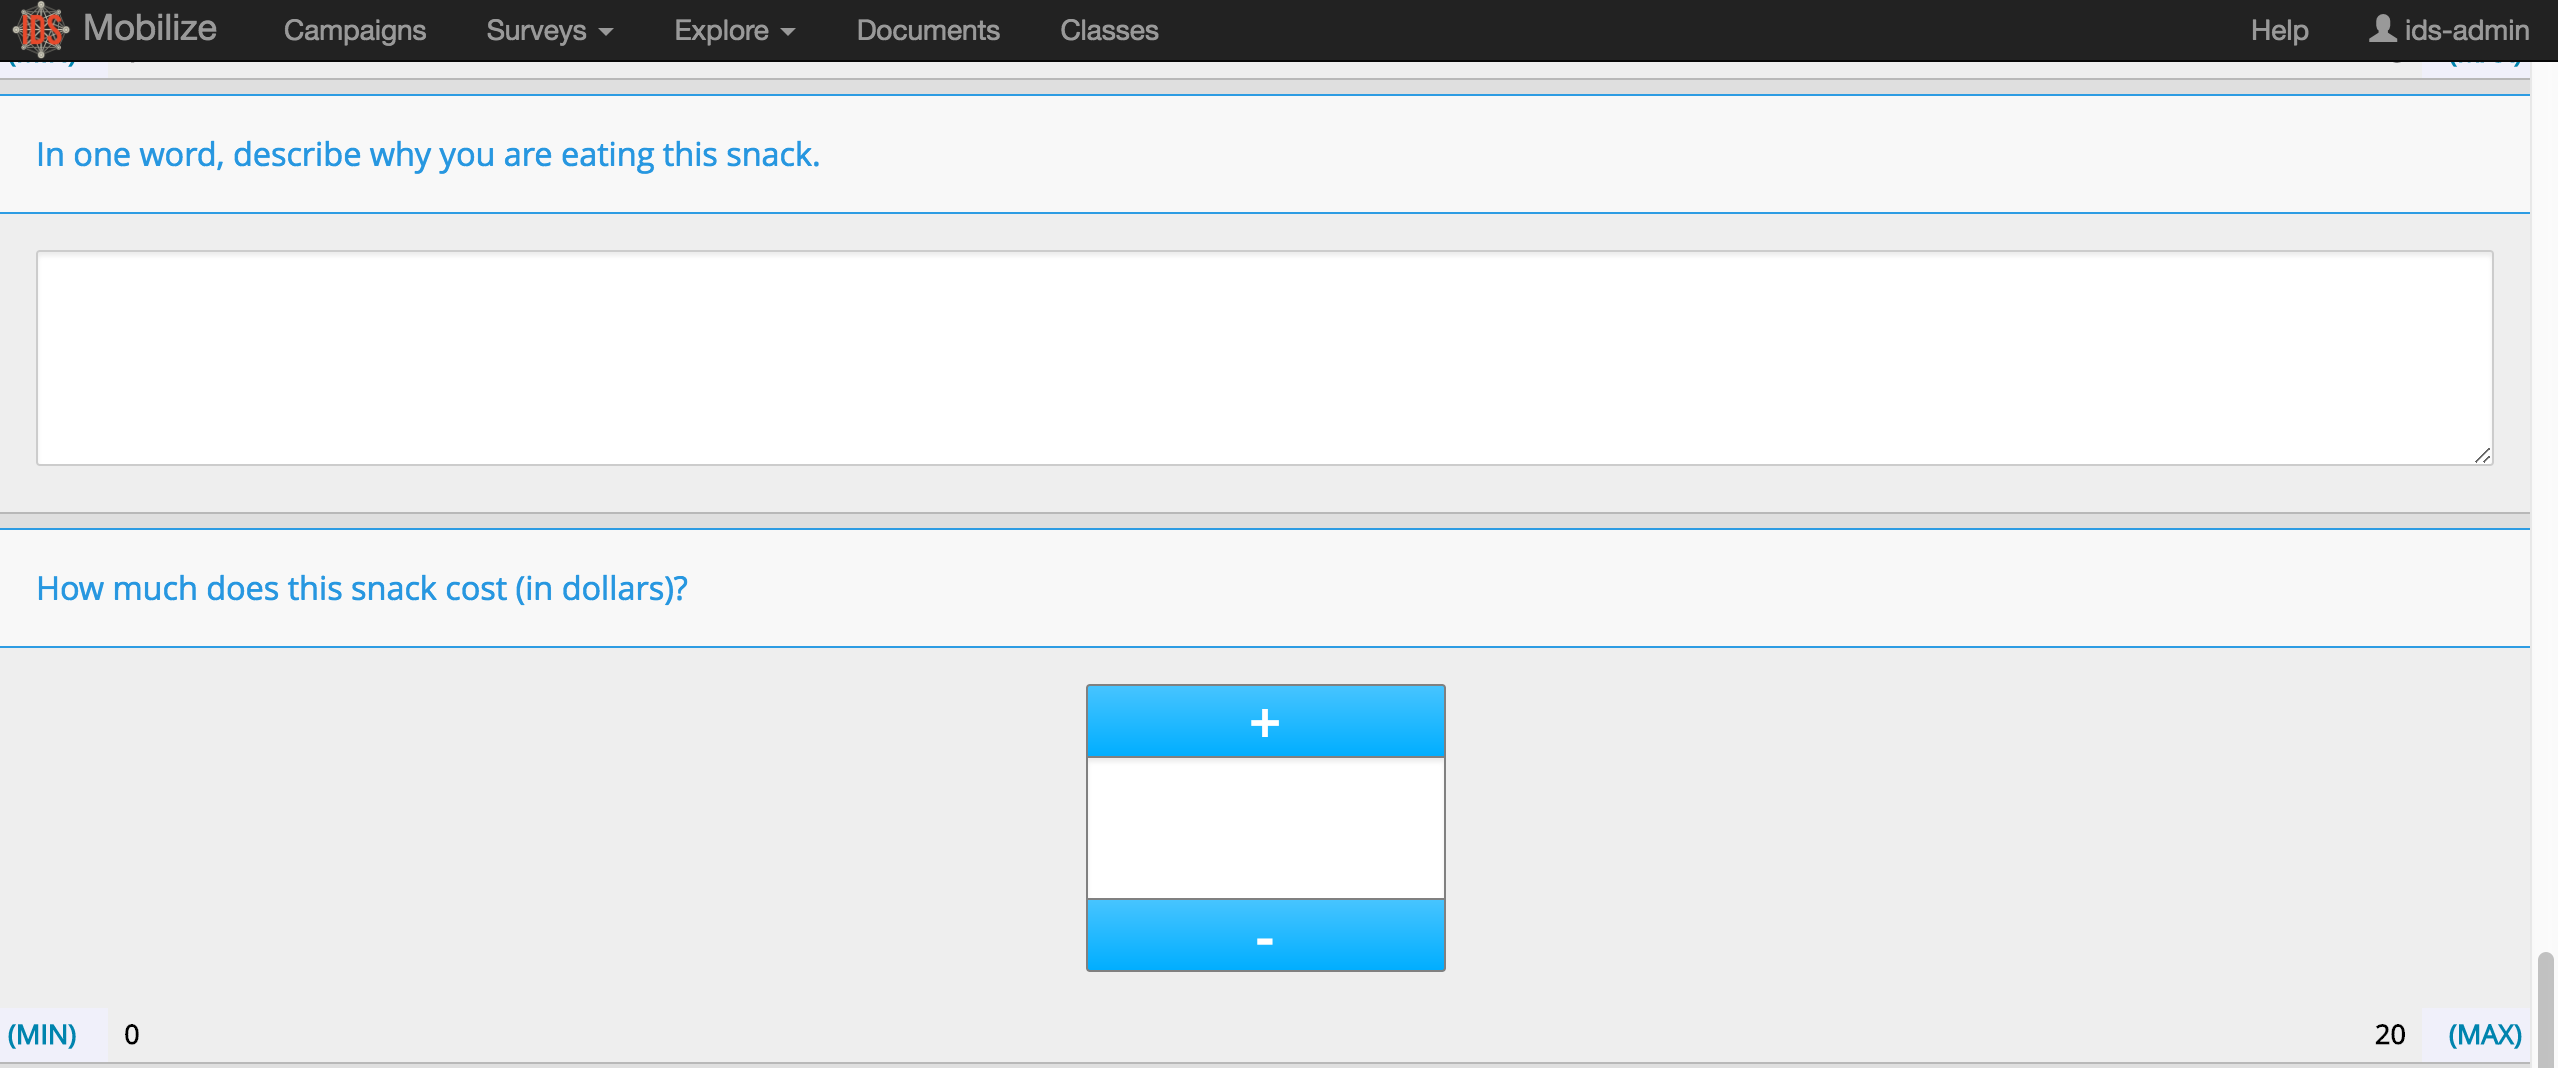 IDS Mobilize Campaigns Surveys Explore Documents Classes Help ids-admin
In one word, describe why you are eating this snack.
How much does this snack cost (in dollars)?
+
-
(MIN) 0 20 (MAX)